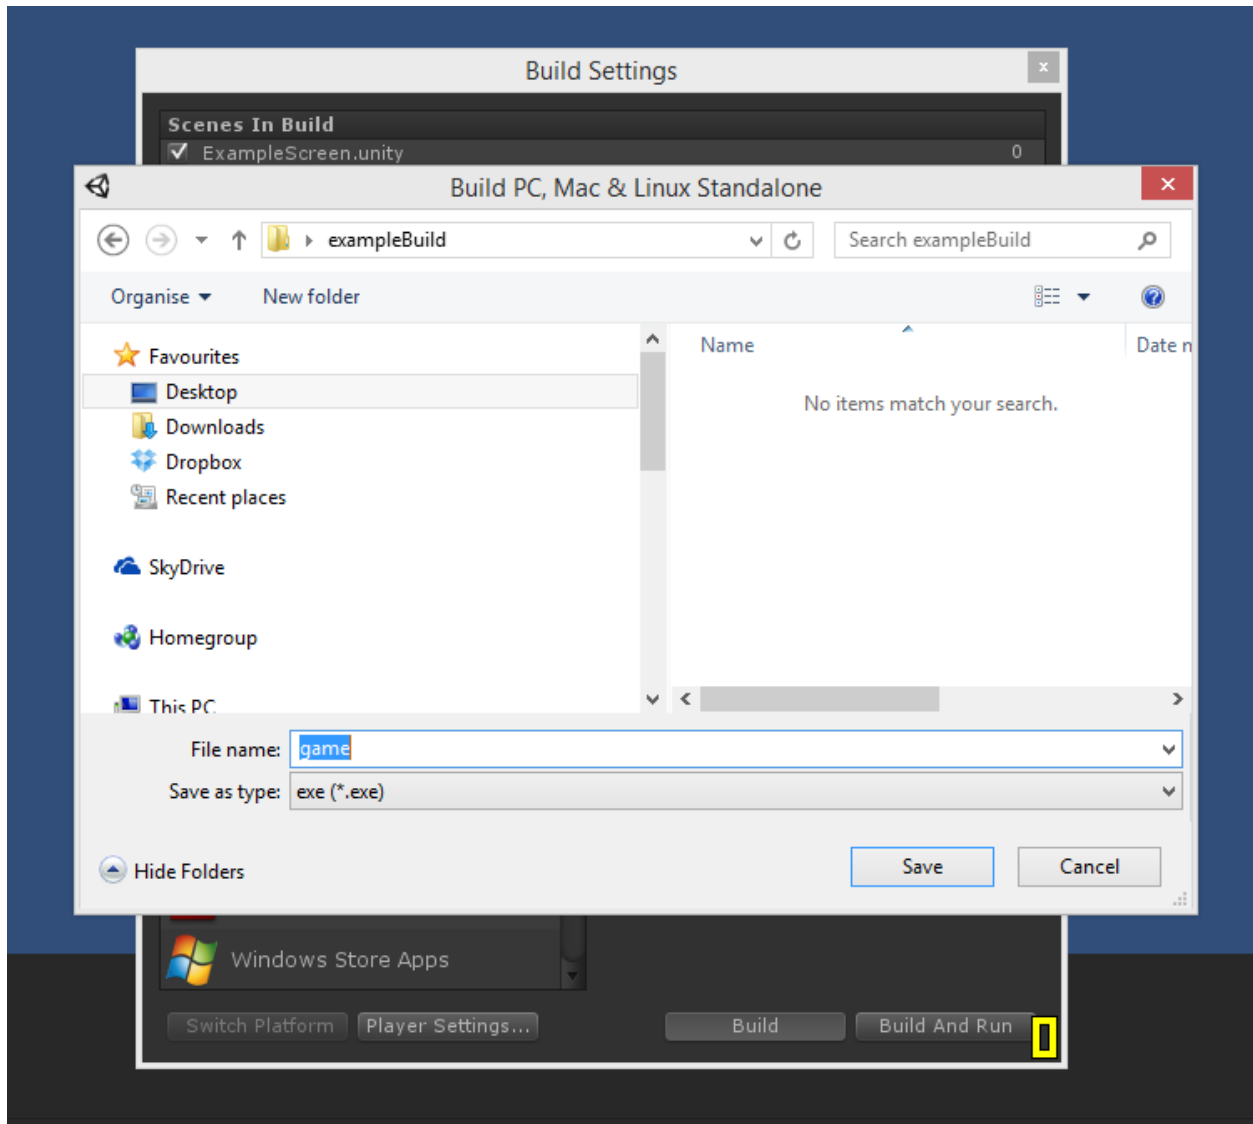 Build Settings
x
Scenes In Build
ExampleScreen.unity 0
Build PC, Mac & Linux Standalone
exampleBuild
Search exampleBuild
Organise
New folder
Name
Date n
Favourites
Desktop
No items match your search.
Downloads
Dropbox
Recent places
SkyDrive
Homegroup
This PC
File name: game
Save as type: exe (*.exe)
Hide Folders
Save
Cancel
Windows Store Apps
Switch Platform
Player Settings...
Build
Build And Run